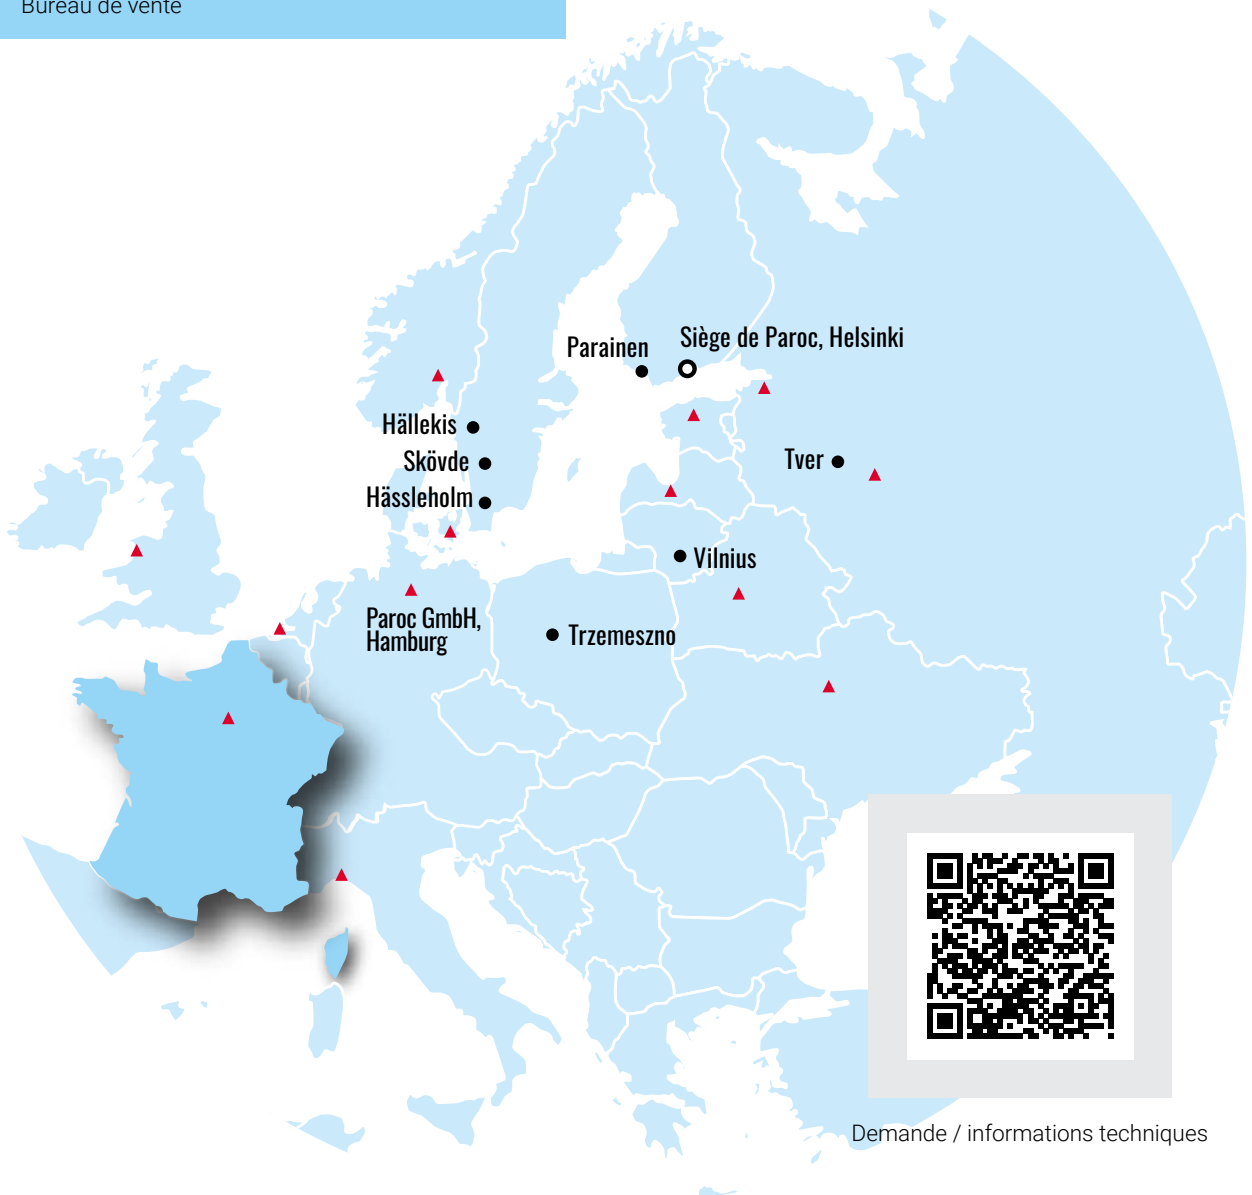 Bureau de vente
Siège de Paroc, Helsinki
Parainen
Hällekis
Skövde
Tver
Hässleholm
Vilnius
Paroc GmbH,
Hamburg
Trzemeszno
Demande / informations techniques